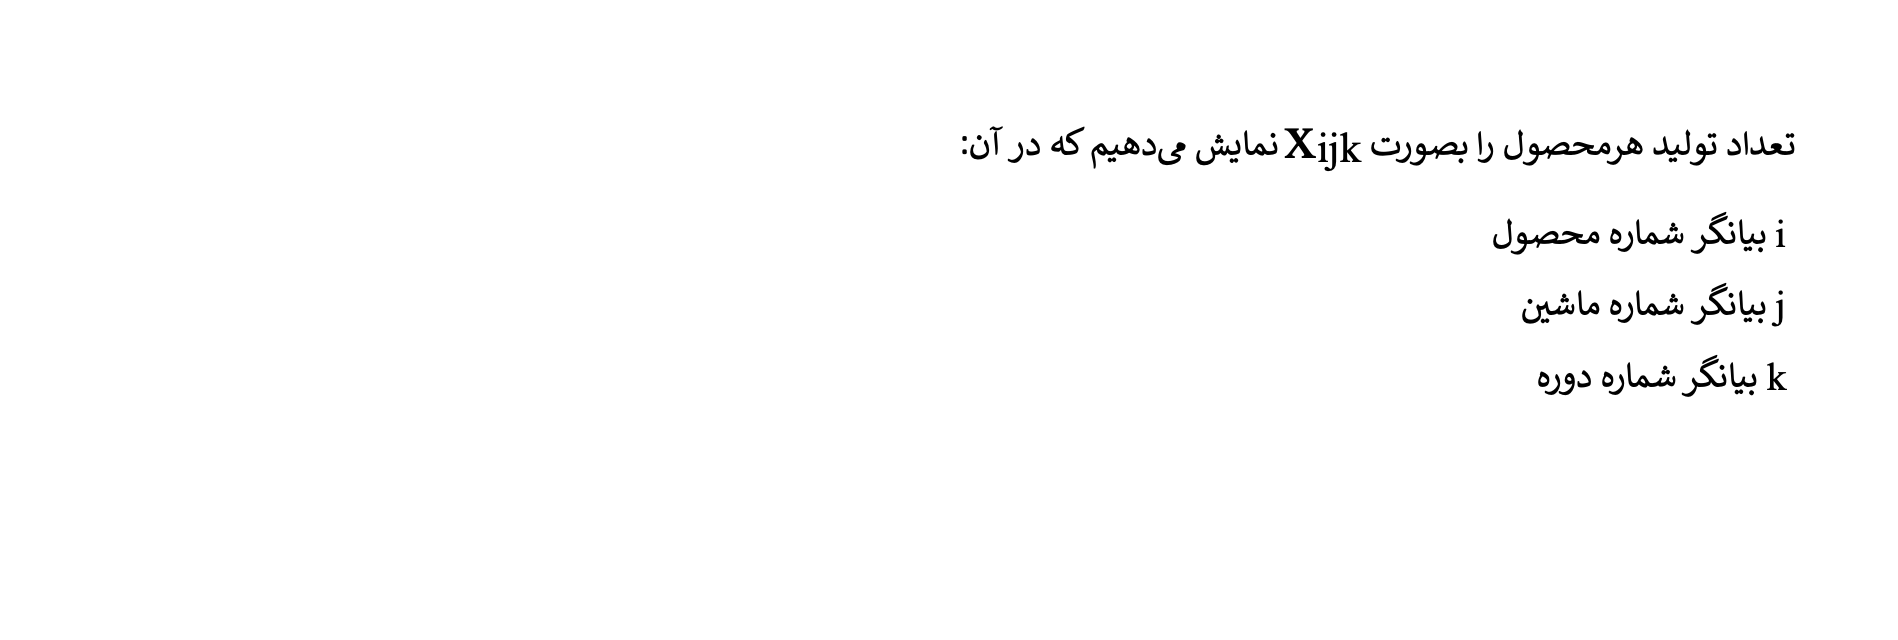 تعداد تولید هرمحصول را بصورت Xijk نمایش می‌دهیم که در آن:
i بیانگر شماره محصول
j بیانگر شماره ماشین
k بیانگر شماره دوره